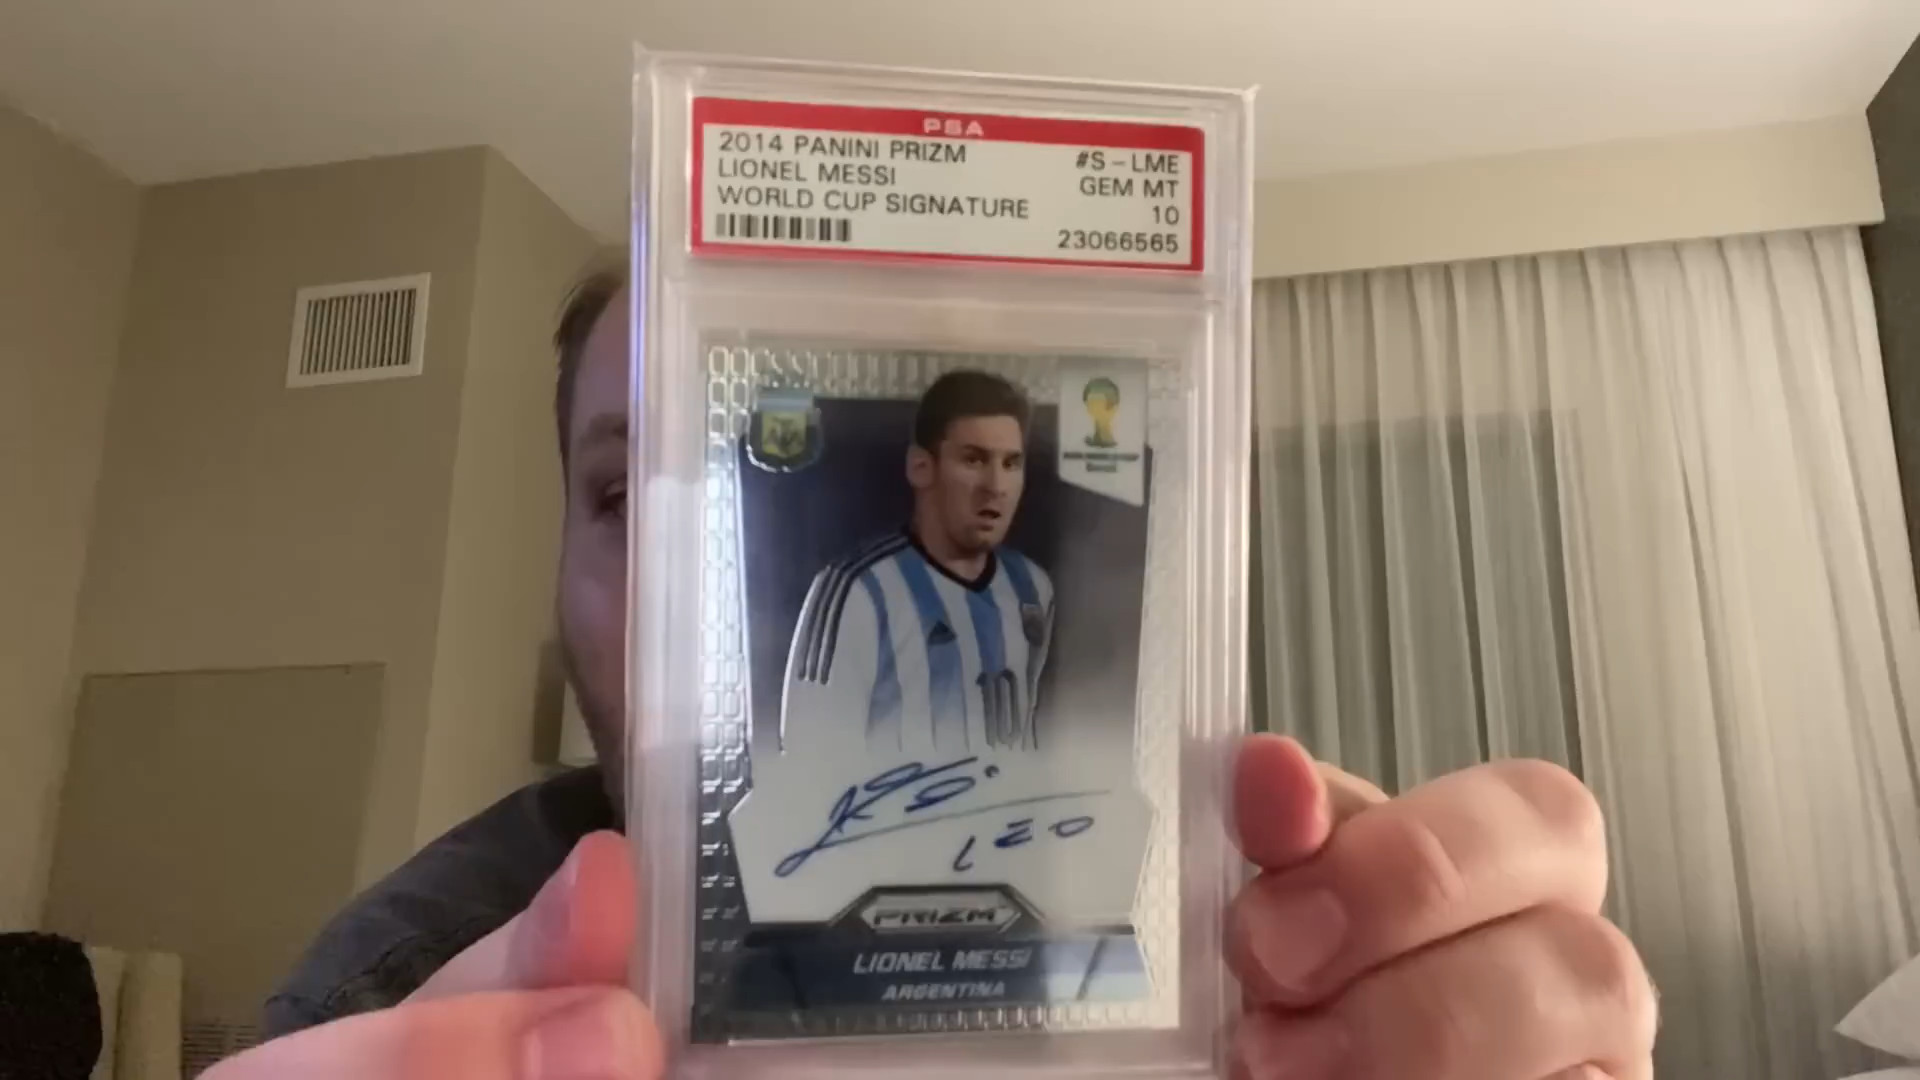 PSA
2014 PANINI PRIZM
LIONEL MESSI
WORLD CUP SIGNATURE
#S-LME
GEM MT
10
23066565
10
LEO
PRIZM
LIONEL MESSI
ARGENTINA